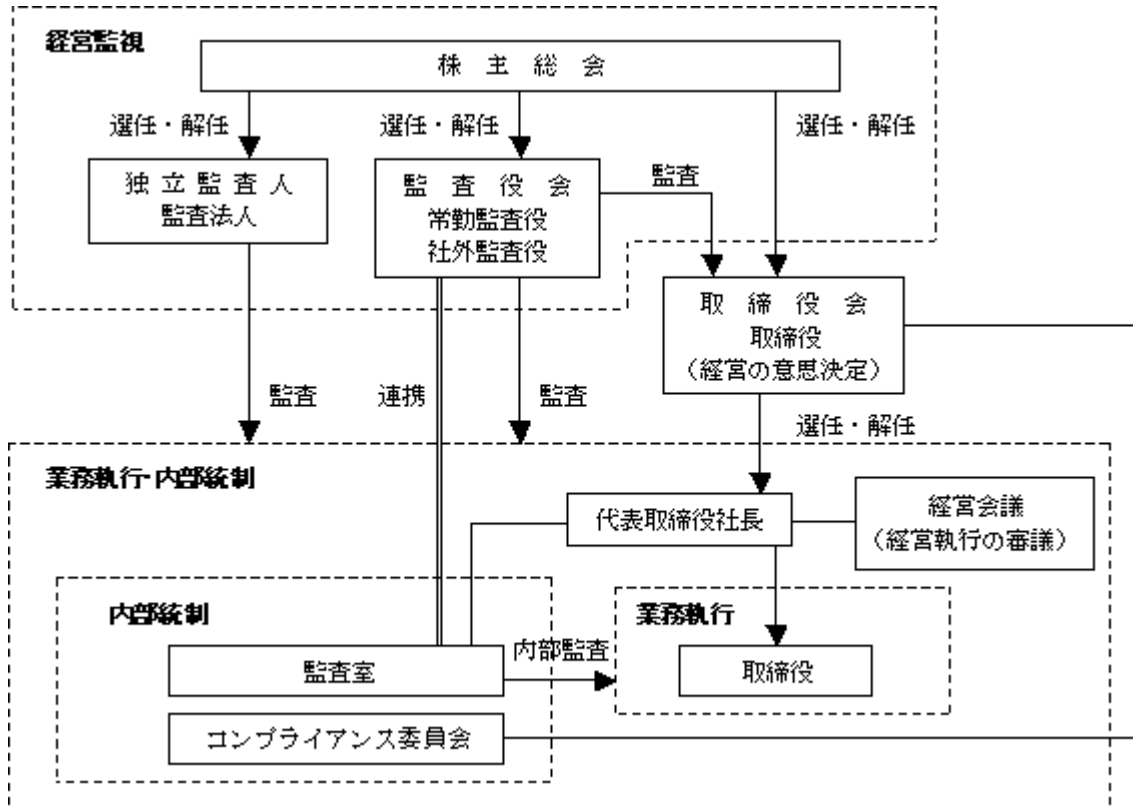 経営監視
株主総会
選任・解任
選任・解任
選任・解任
独立監査人
監査法人
監査役会
常勤監査役
社外監査役
監査
取締役会
取締役
（経営の意思決定）
監査
連携
監査
選任・解任
業務執行・内部統制
代表取締役社長
経営会議
（経営執行の審議）
内部統制
業務執行
監査室
内部監査
取締役
コンプライアンス委員会